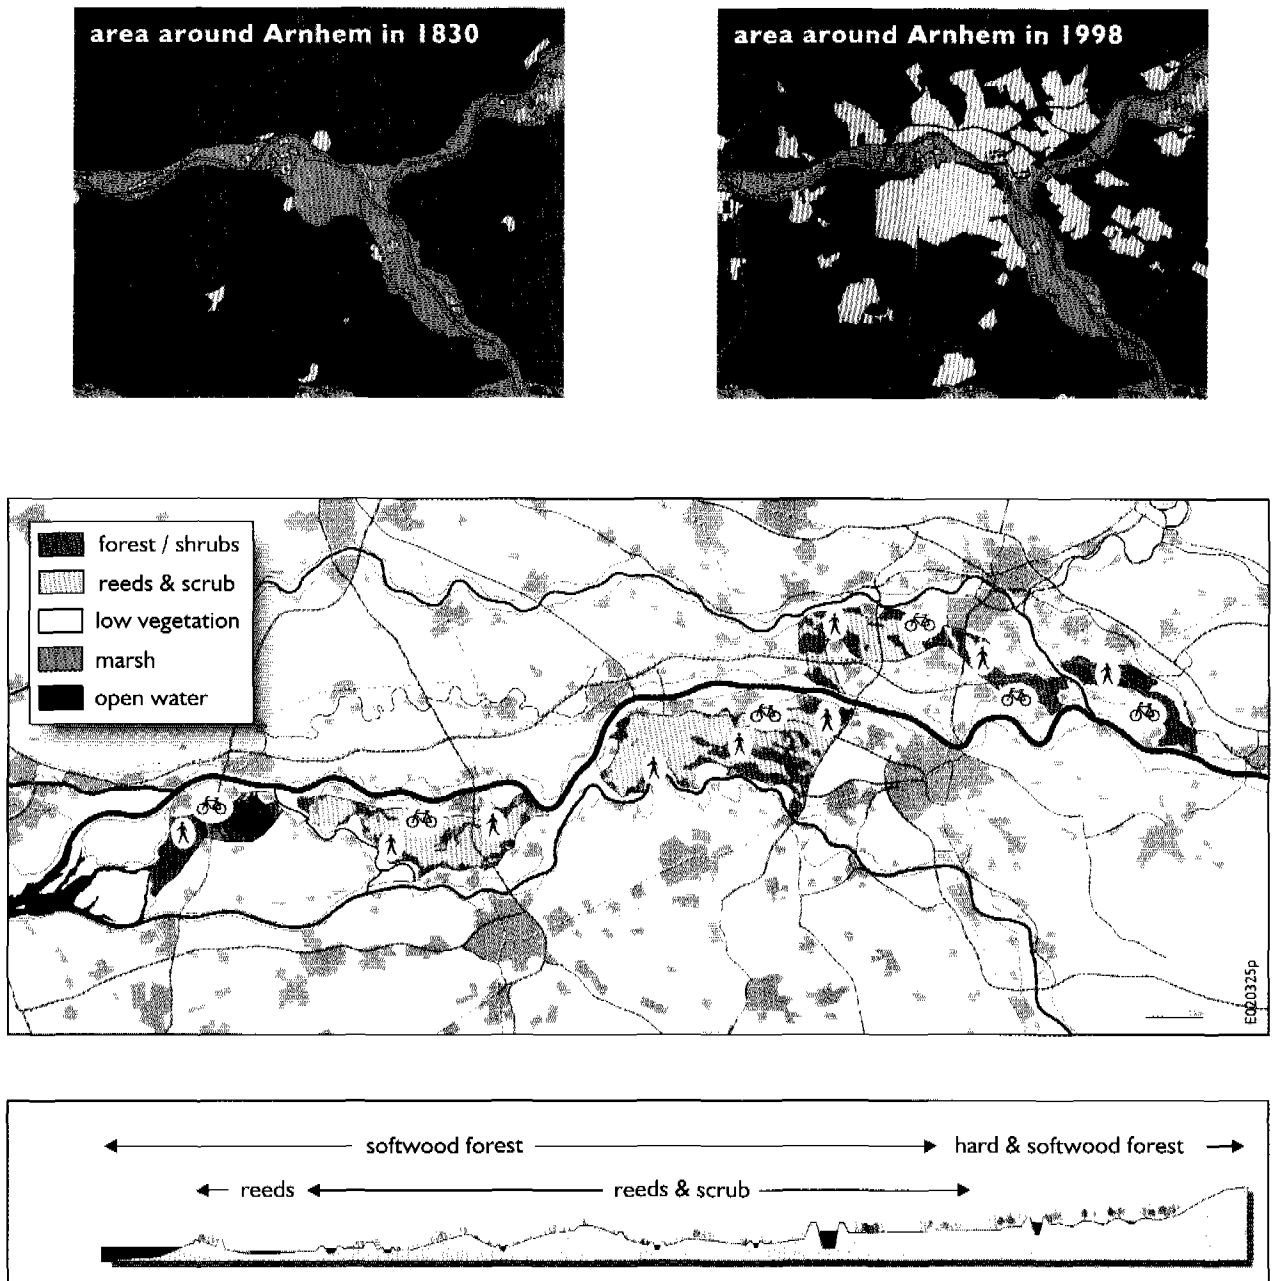 area around Arnhem in 1830
area around Arnhem in 1998
forest / shrubs
reeds & scrub
low vegetation
marsh
open water
E020325p
softwood forest
hard & softwood forest
reeds
reeds & scrub